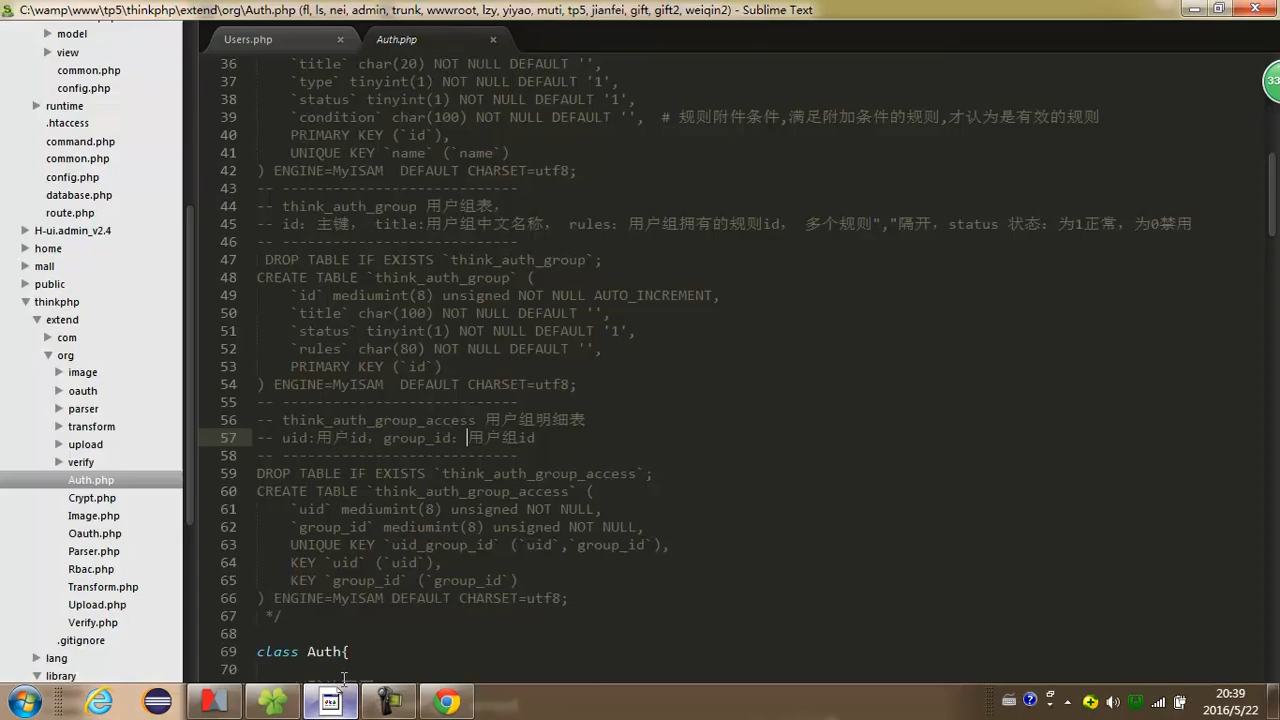 C:\wamp\www\tp5\thinkphp\extend\org\Auth.php (fl, ls, nei, admin, trunk, wwwroot, lzy, yiyao, muti, tp5, jianfei, gift, gift2, weiqin2) - Sublime Text
Users.php
Auth.php
model
view
common.php
config.php
runtime
.htaccess
command.php
common.php
config.php
database.php
route.php
H-ui.admin_v2.4
home
mall
public
thinkphp
extend
com
org
image
oauth
parser
transform
upload
verify
Auth.php
Crypt.php
Image.php
Oauth.php
Parser.php
Rbac.php
Transform.php
Upload.php
Verify.php
.gitignore
lang
library
36 `title` char(20) NOT NULL DEFAULT '',
37 `type` tinyint(1) NOT NULL DEFAULT '1',
38 `status` tinyint(1) NOT NULL DEFAULT '1',
39 `condition` char(100) NOT NULL DEFAULT '', # 规则附件条件,满足附加条件的规则,才认为是有效的规则
40 PRIMARY KEY (`id`),
41 UNIQUE KEY `name` (`name`)
42 ) ENGINE=MyISAM DEFAULT CHARSET=utf8;
43 -- ----------------------------
44 -- think_auth_group 用户组表，
45 -- id：主键， title:用户组中文名称， rules：用户组拥有的规则id， 多个规则","隔开，status 状态：为1正常，为0禁用
46 -- ----------------------------
47 DROP TABLE IF EXISTS `think_auth_group`;
48 CREATE TABLE `think_auth_group` (
49 `id` mediumint(8) unsigned NOT NULL AUTO_INCREMENT,
50 `title` char(100) NOT NULL DEFAULT '',
51 `status` tinyint(1) NOT NULL DEFAULT '1',
52 `rules` char(80) NOT NULL DEFAULT '',
53 PRIMARY KEY (`id`)
54 ) ENGINE=MyISAM DEFAULT CHARSET=utf8;
55 -- ----------------------------
56 -- think_auth_group_access 用户组明细表
57 -- uid:用户id，group_id：用户组id
58 -- ----------------------------
59 DROP TABLE IF EXISTS `think_auth_group_access`;
60 CREATE TABLE `think_auth_group_access` (
61 `uid` mediumint(8) unsigned NOT NULL,
62 `group_id` mediumint(8) unsigned NOT NULL,
63 UNIQUE KEY `uid_group_id` (`uid`,`group_id`),
64 KEY `uid` (`uid`),
65 KEY `group_id` (`group_id`)
66 ) ENGINE=MyISAM DEFAULT CHARSET=utf8;
67 */
68
69 class Auth{
70
33
20:39
2016/5/22